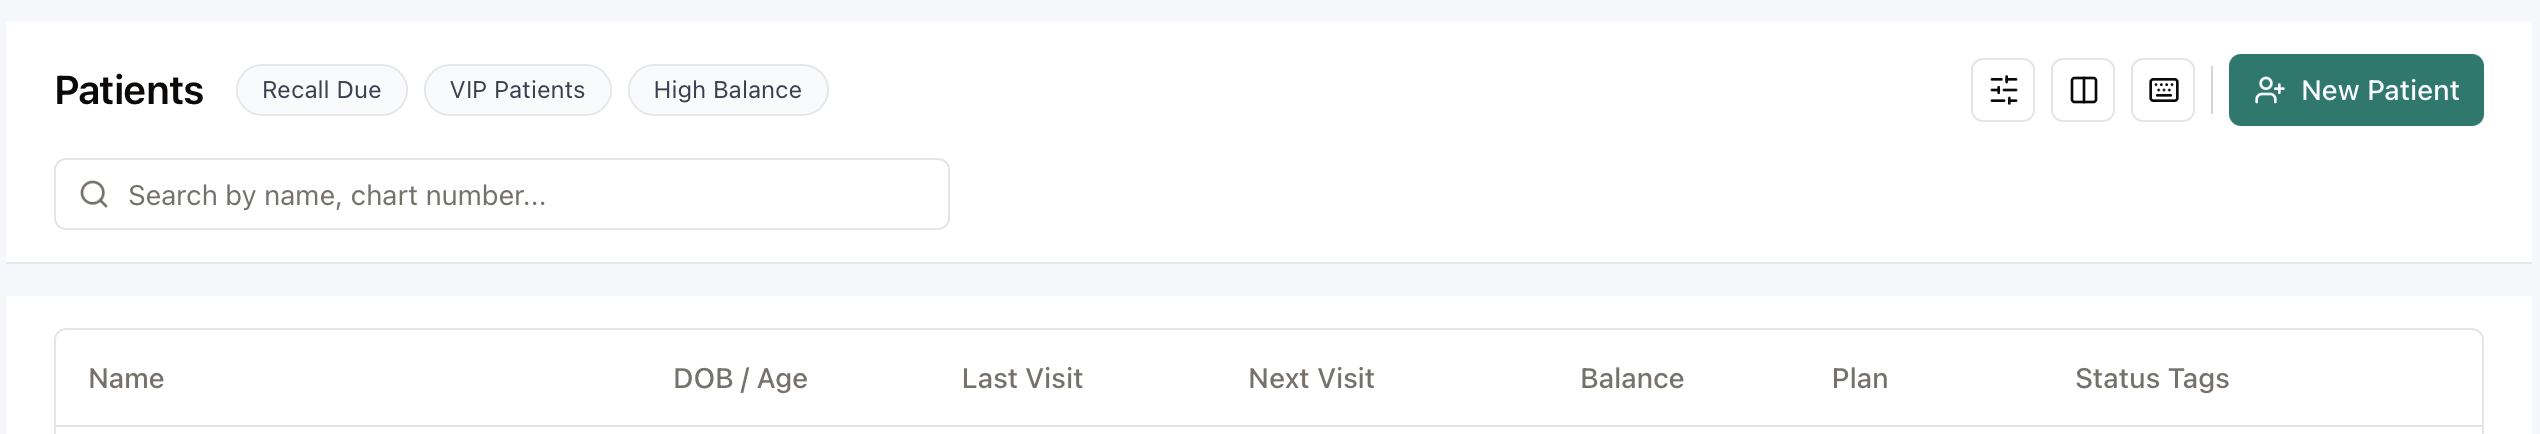 Patients Recall Due VIP Patients High Balance New Patient
Search by name, chart number...
Name DOB / Age Last Visit Next Visit Balance Plan Status Tags